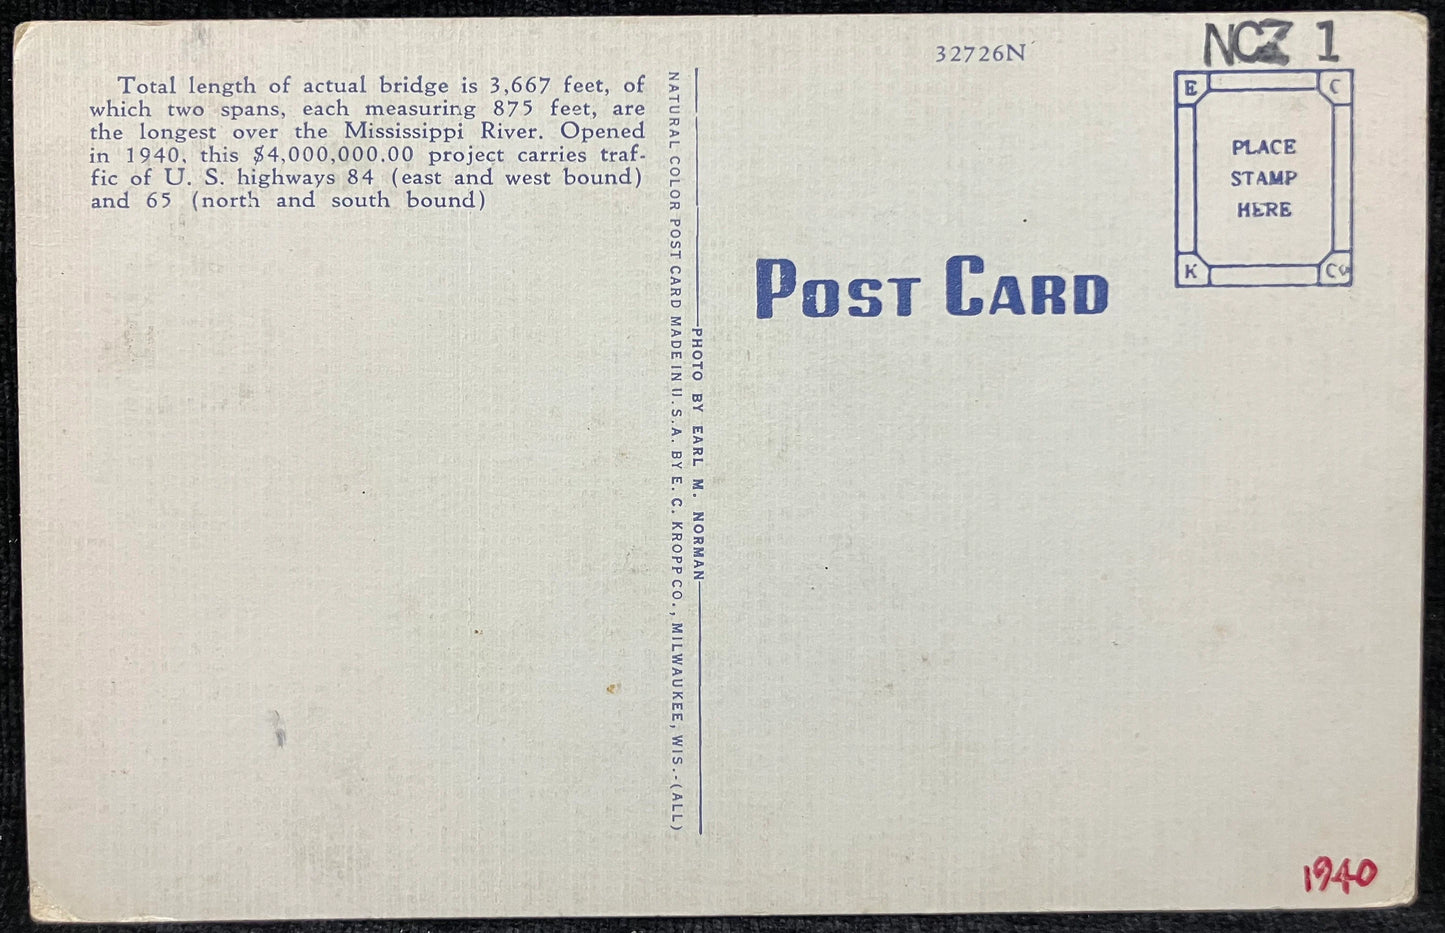 Total length of actual bridge is 3,667 feet, of
which two spans, each measuring 875 feet, are
the longest over the Mississippi River. Opened
in 1940, this $4,000,000.00 project carries traf-
fic of U. S. highways 84 (east and west bound)
and 65 (north and south bound)
NATURAL COLOR POST CARD MADE IN U.S.A. BY E. C. KROPP CO., MILWAUKEE, WIS.-(ALL)
PHOTO BY EARL M. NORMAN
32726N
NCZ 1
E C
PLACE
STAMP
HERE
K Co
POST CARD
1940